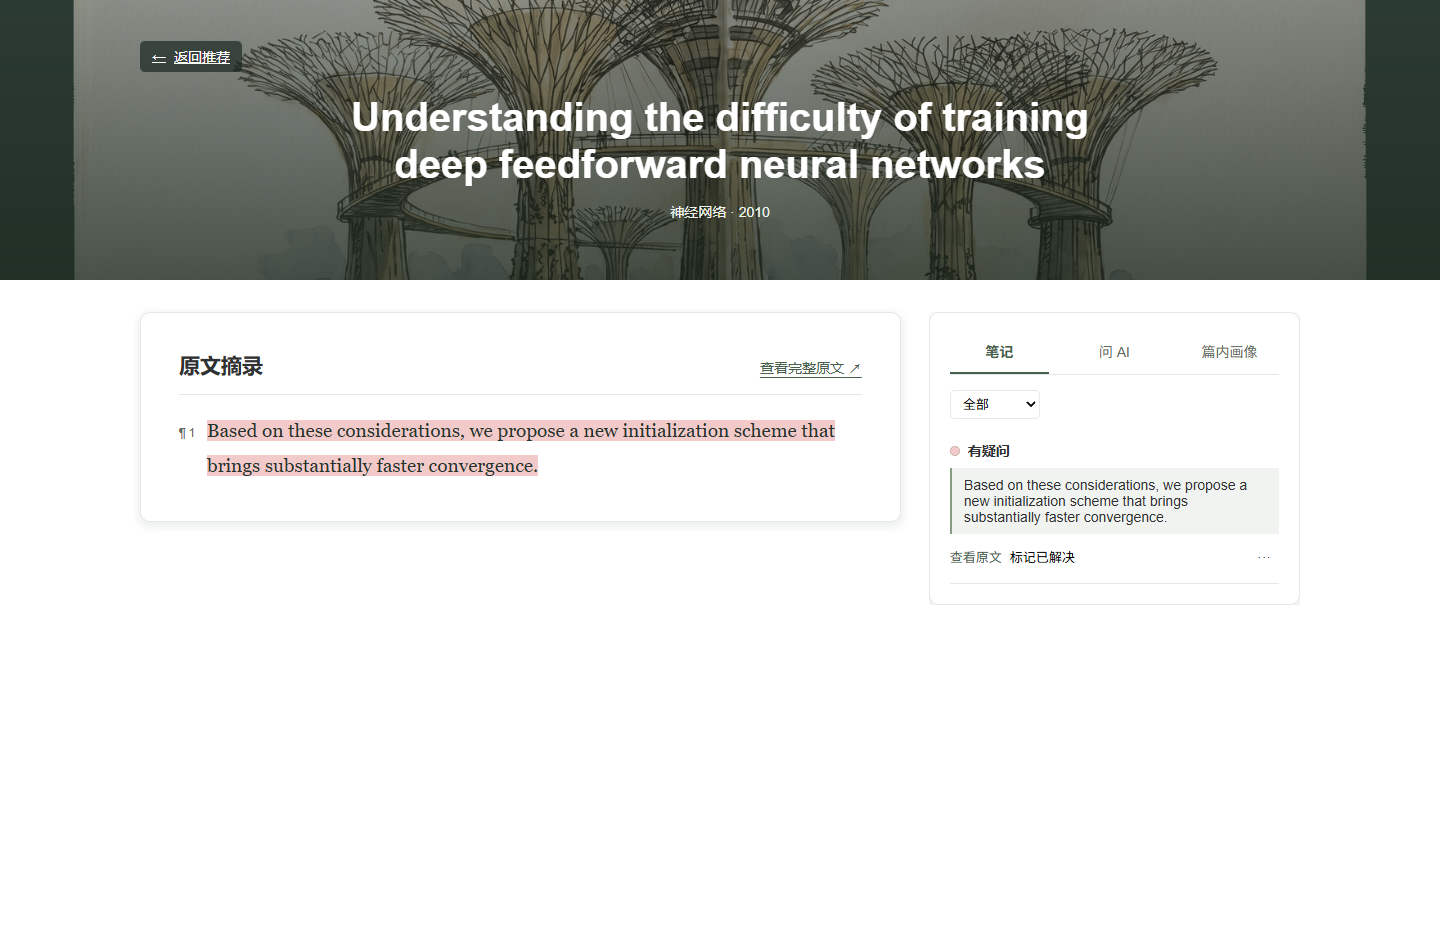 ← 返回推荐
Understanding the difficulty of training
deep feedforward neural networks
神经网络 · 2010
原文摘录
查看完整原文 ↗
¶ 1 Based on these considerations, we propose a new initialization scheme that
brings substantially faster convergence.
笔记 问 AI 篇内画像
全部
有疑问
Based on these considerations, we propose a
new initialization scheme that brings
substantially faster convergence.
查看原文 标记已解决 ···